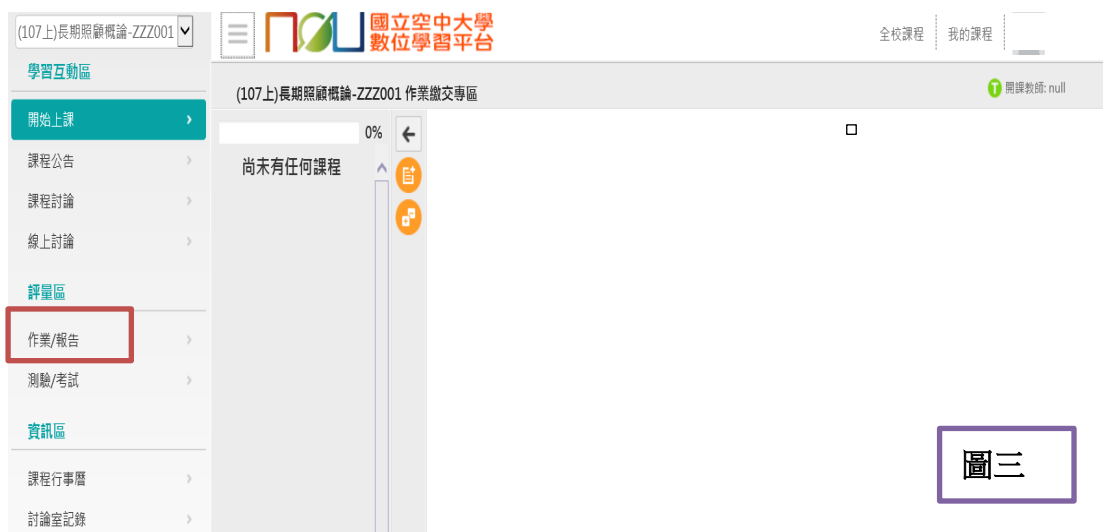 (107上)長期照顧概論-ZZZ001
學習互動區
開始上課
課程公告
課程討論
線上討論
評量區
作業/報告
測驗/考試
資訊區
課程行事曆
討論室記錄
nou 國立空中大學
數位學習平台
全校課程
我的課程
(107上)長期照顧概論-ZZZ001 作業繳交專區
T 開課教師: null
0%
尚未有任何課程
圖三